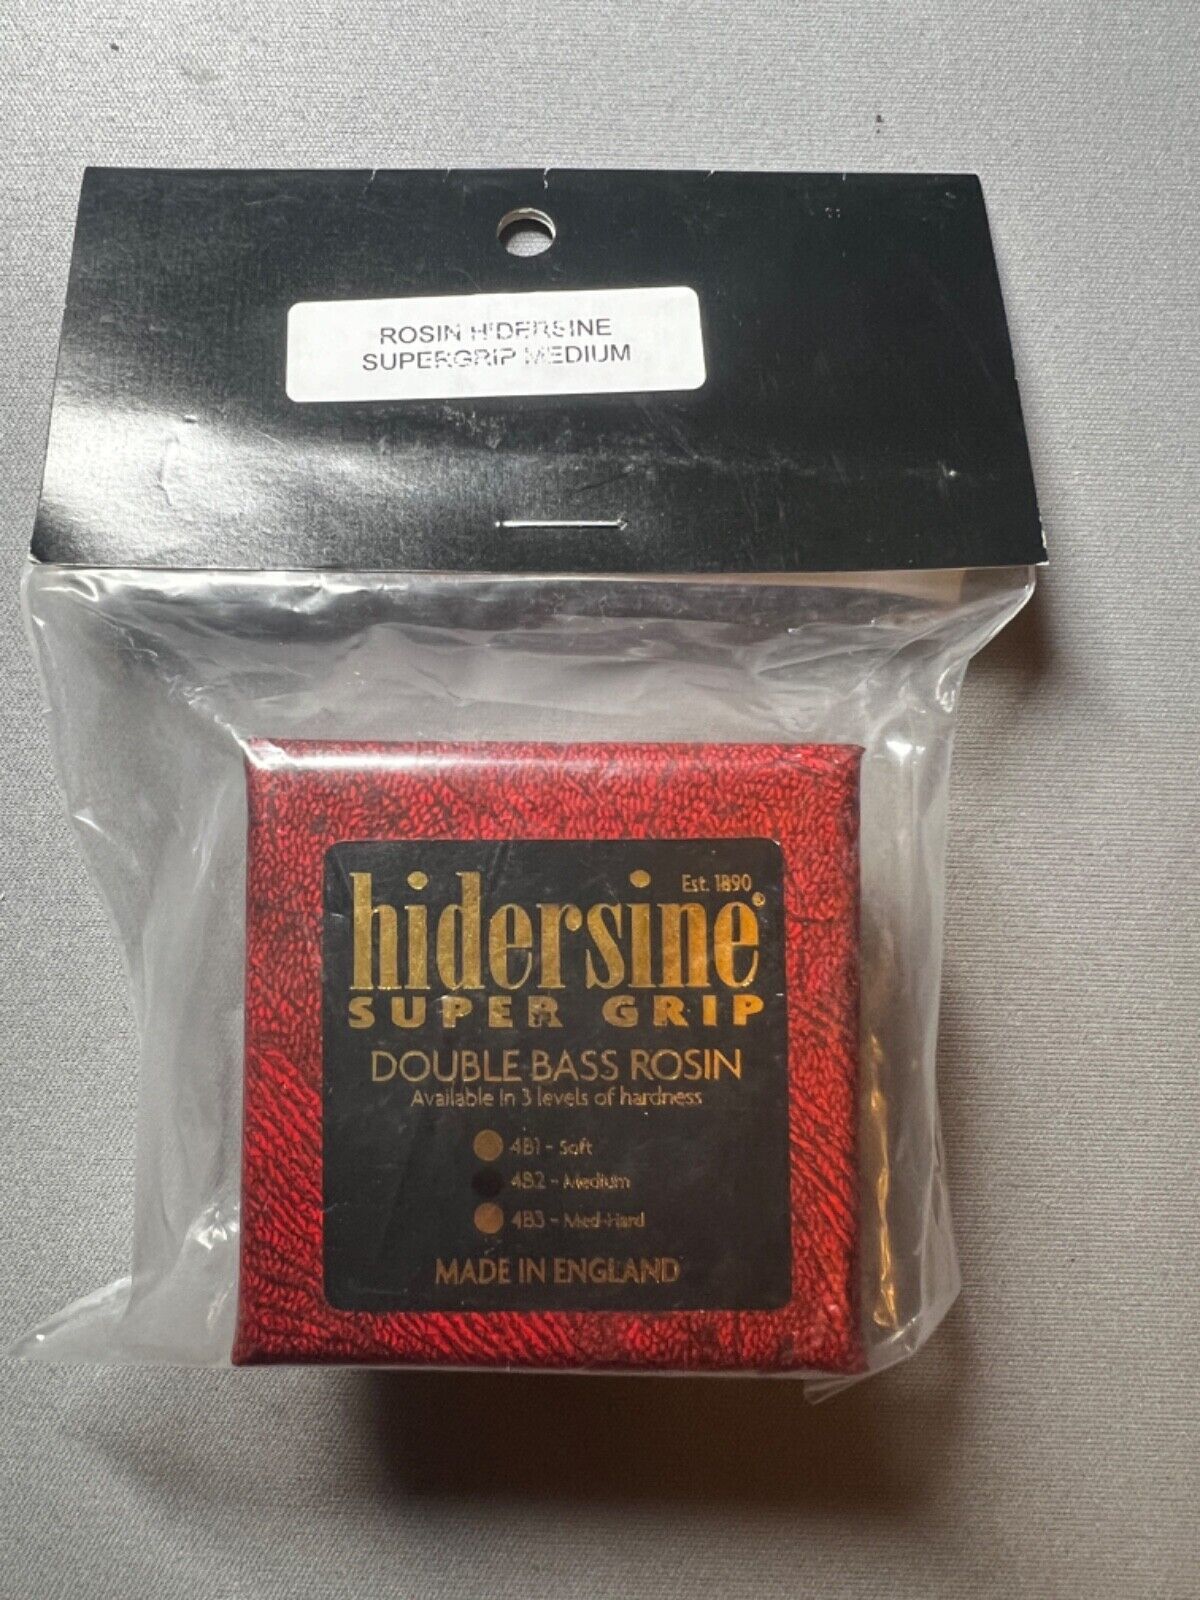 ROSIN HIDERSINE
SUPERGRIP MEDIUM
Est. 1890
hidersine®
SUPER GRIP
DOUBLE BASS ROSIN
Available in 3 levels of hardness
4B1 - Soft
4B2 - Medium
4B3 - Med-Hard
MADE IN ENGLAND